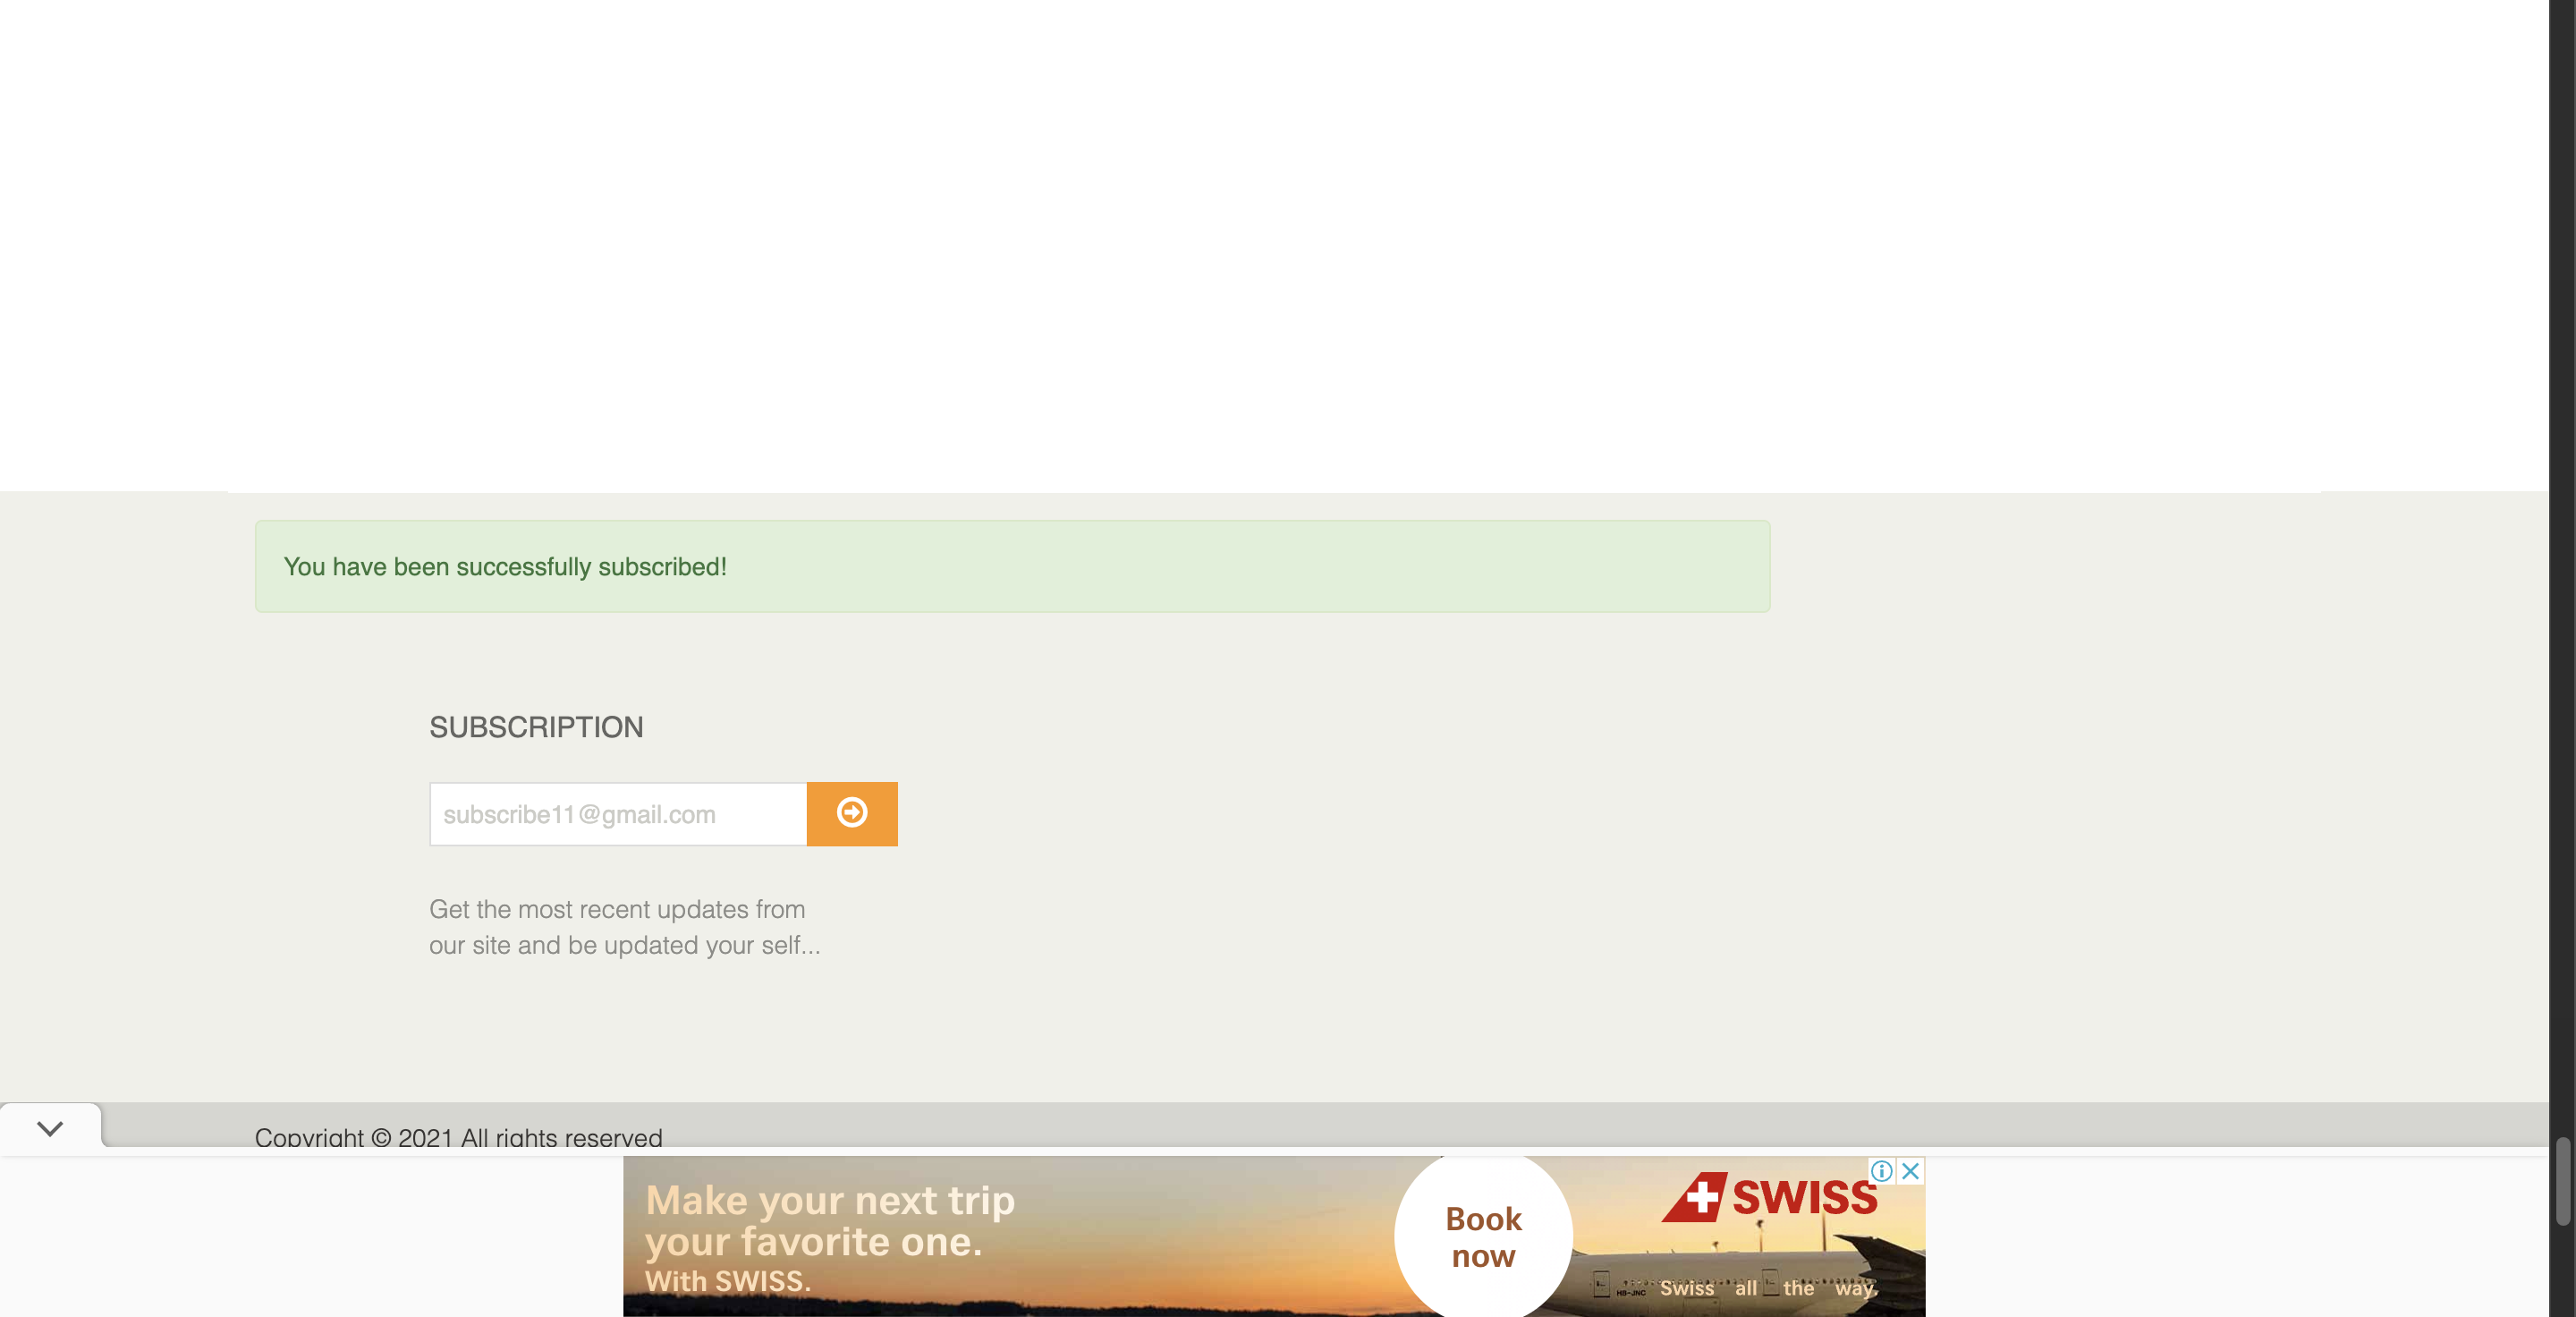 You have been successfully subscribed!
SUBSCRIPTION
subscribe11@gmail.com
Get the most recent updates from
our site and be updated your self...
Copyright © 2021 All rights reserved
Make your next trip
your favorite one.
With SWISS.
Book
now
SWISS
HB-JNC
Swiss all the way.